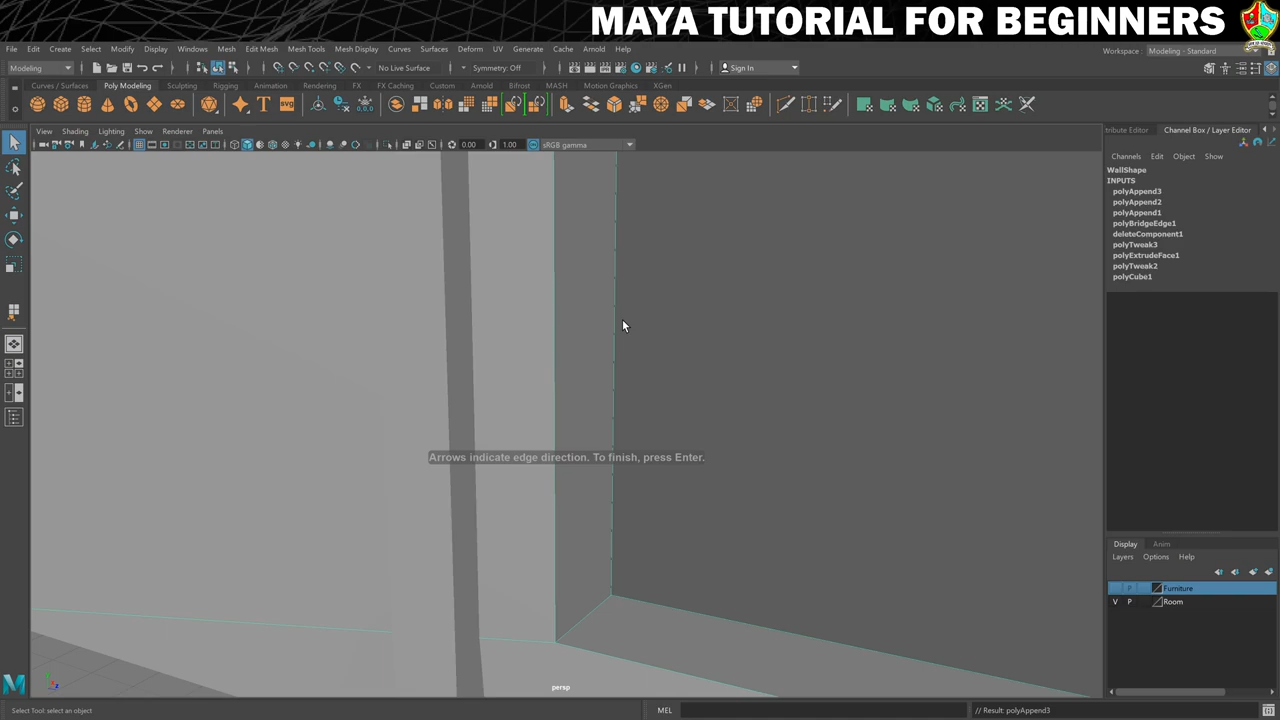 MAYA TUTORIAL FOR BEGINNERS
File Edit Create Select Modify Display Windows Mesh Edit Mesh Mesh Tools Mesh Display Curves Surfaces Deform UV Generate Cache Arnold Help
Workspace : Modeling - Standard
Modeling No Live Surface Symmetry: Off Sign In
Curves / Surfaces Poly Modeling Sculpting Rigging Animation Rendering FX FX Caching Custom Arnold Bifrost MASH Motion Graphics XGen
View Shading Lighting Show Renderer Panels
0.00 1.00 sRGB gamma
tribute Editor Channel Box / Layer Editor
Channels Edit Object Show
WallShape
INPUTS
polyAppend3
polyAppend2
polyAppend1
polyBridgeEdge1
deleteComponent1
polyTweak3
polyExtrudeFace1
polyTweak2
polyCube1
Arrows indicate edge direction. To finish, press Enter.
Display Anim
Layers Options Help
P Furniture
V P Room
persp
Select Tool: select an object
MEL
// Result: polyAppend3